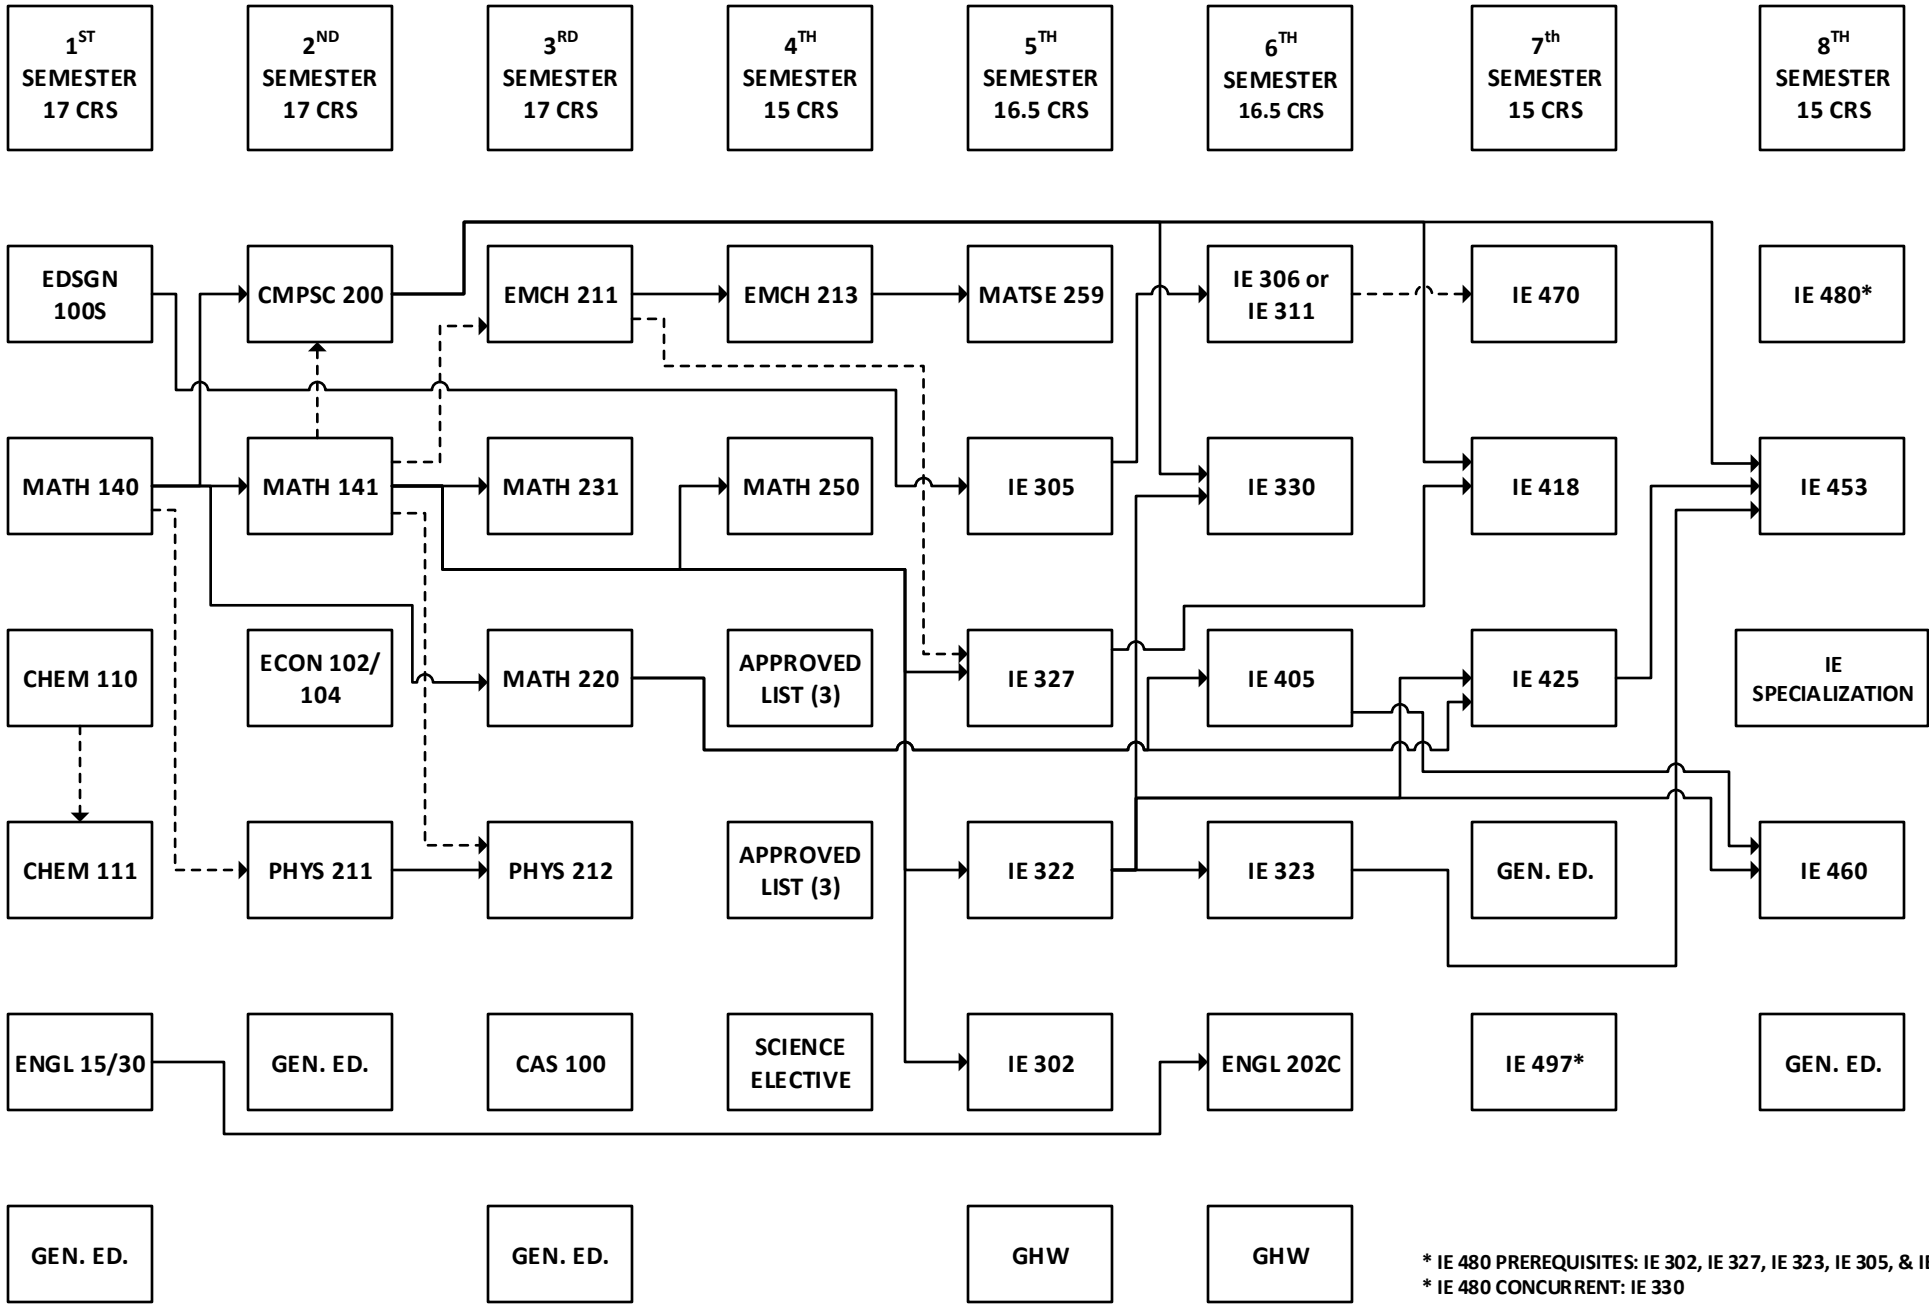 1ST
SEMESTER
17 CRS
2ND
SEMESTER
17 CRS
3RD
SEMESTER
17 CRS
4TH
SEMESTER
15 CRS
5TH
SEMESTER
16.5 CRS
6TH
SEMESTER
16.5 CRS
7th
SEMESTER
15 CRS
8TH
SEMESTER
15 CRS
EDSGN
100S
CMPSC 200
EMCH 211
EMCH 213
MATSE 259
IE 306 or
IE 311
IE 470
IE 480*
MATH 140
MATH 141
MATH 231
MATH 250
IE 305
IE 330
IE 418
IE 453
CHEM 110
ECON 102/
104
MATH 220
APPROVED
LIST (3)
IE 327
IE 405
IE 425
IE
SPECIALIZATION
CHEM 111
PHYS 211
PHYS 212
APPROVED
LIST (3)
IE 322
IE 323
GEN. ED.
IE 460
ENGL 15/30
GEN. ED.
CAS 100
SCIENCE
ELECTIVE
IE 302
ENGL 202C
IE 497*
GEN. ED.
GEN. ED.
GEN. ED.
GHW
GHW
* IE 480 PREREQUISITES: IE 302, IE 327, IE 323, IE 305, & IE
* IE 480 CONCURRENT: IE 330